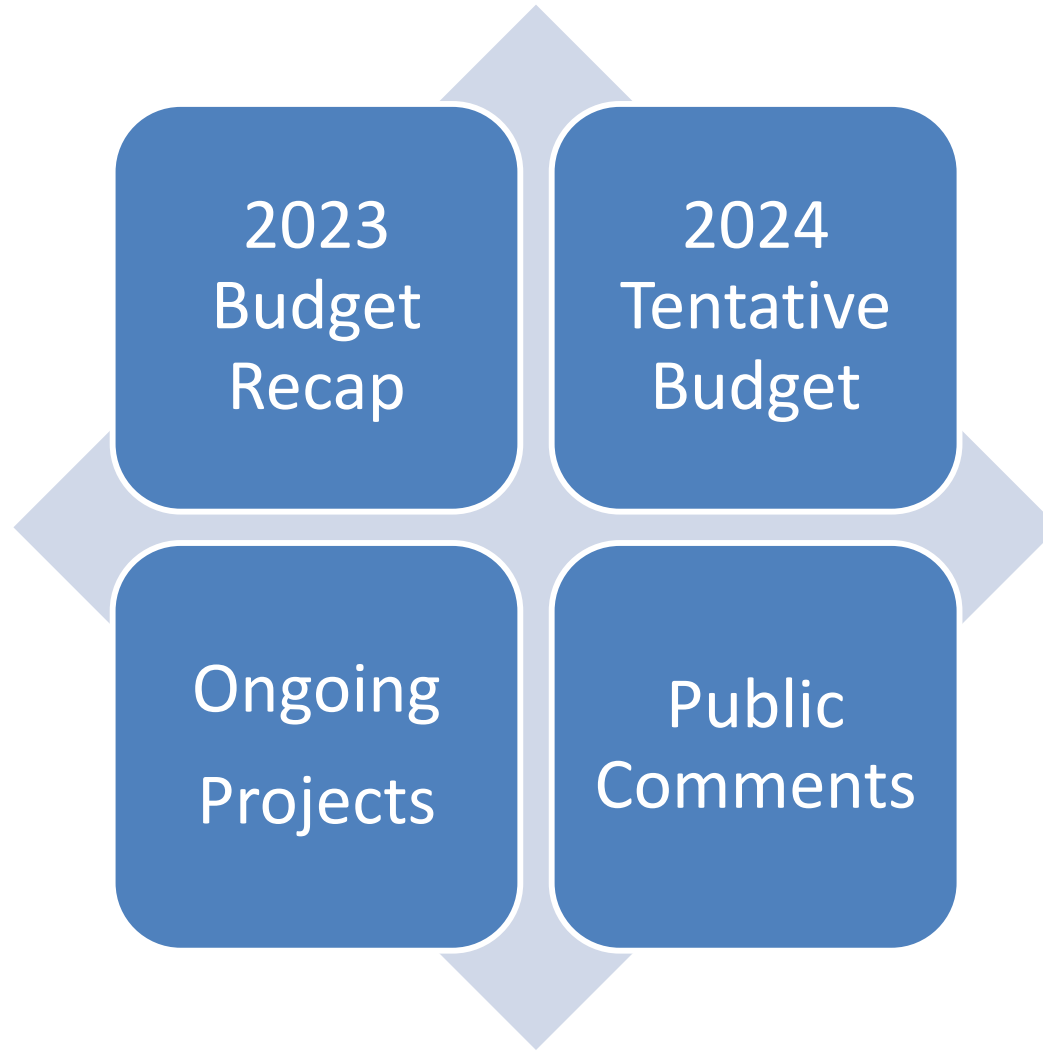 2023
Budget
Recap
2024
Tentative
Budget
Ongoing
Projects
Public
Comments